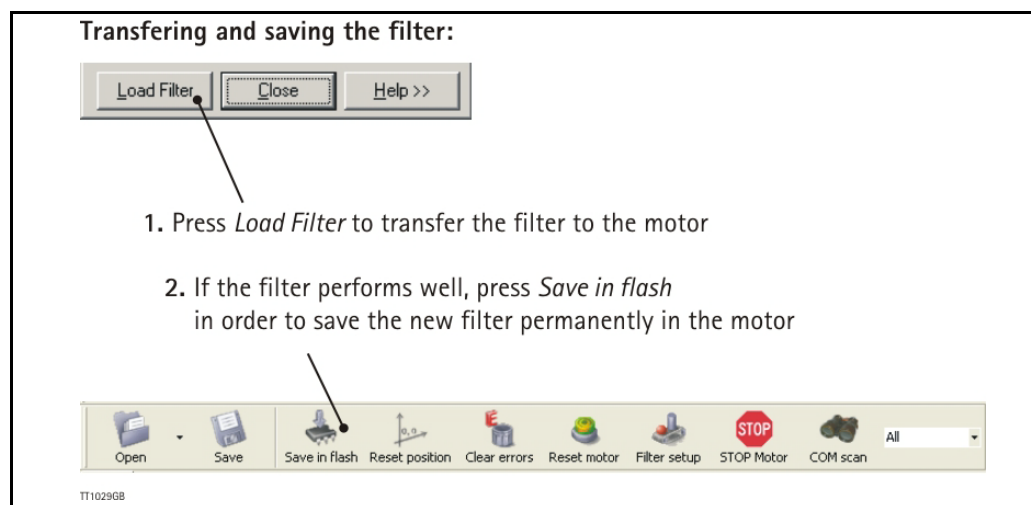 Transfering and saving the filter:
Load Filter Close Help >>
1. Press Load Filter to transfer the filter to the motor
2. If the filter performs well, press Save in flash
in order to save the new filter permanently in the motor
E
0,0
STOP
All
Open Save Save in flash Reset position Clear errors Reset motor Filter setup STOP Motor COM scan
TT1029GB